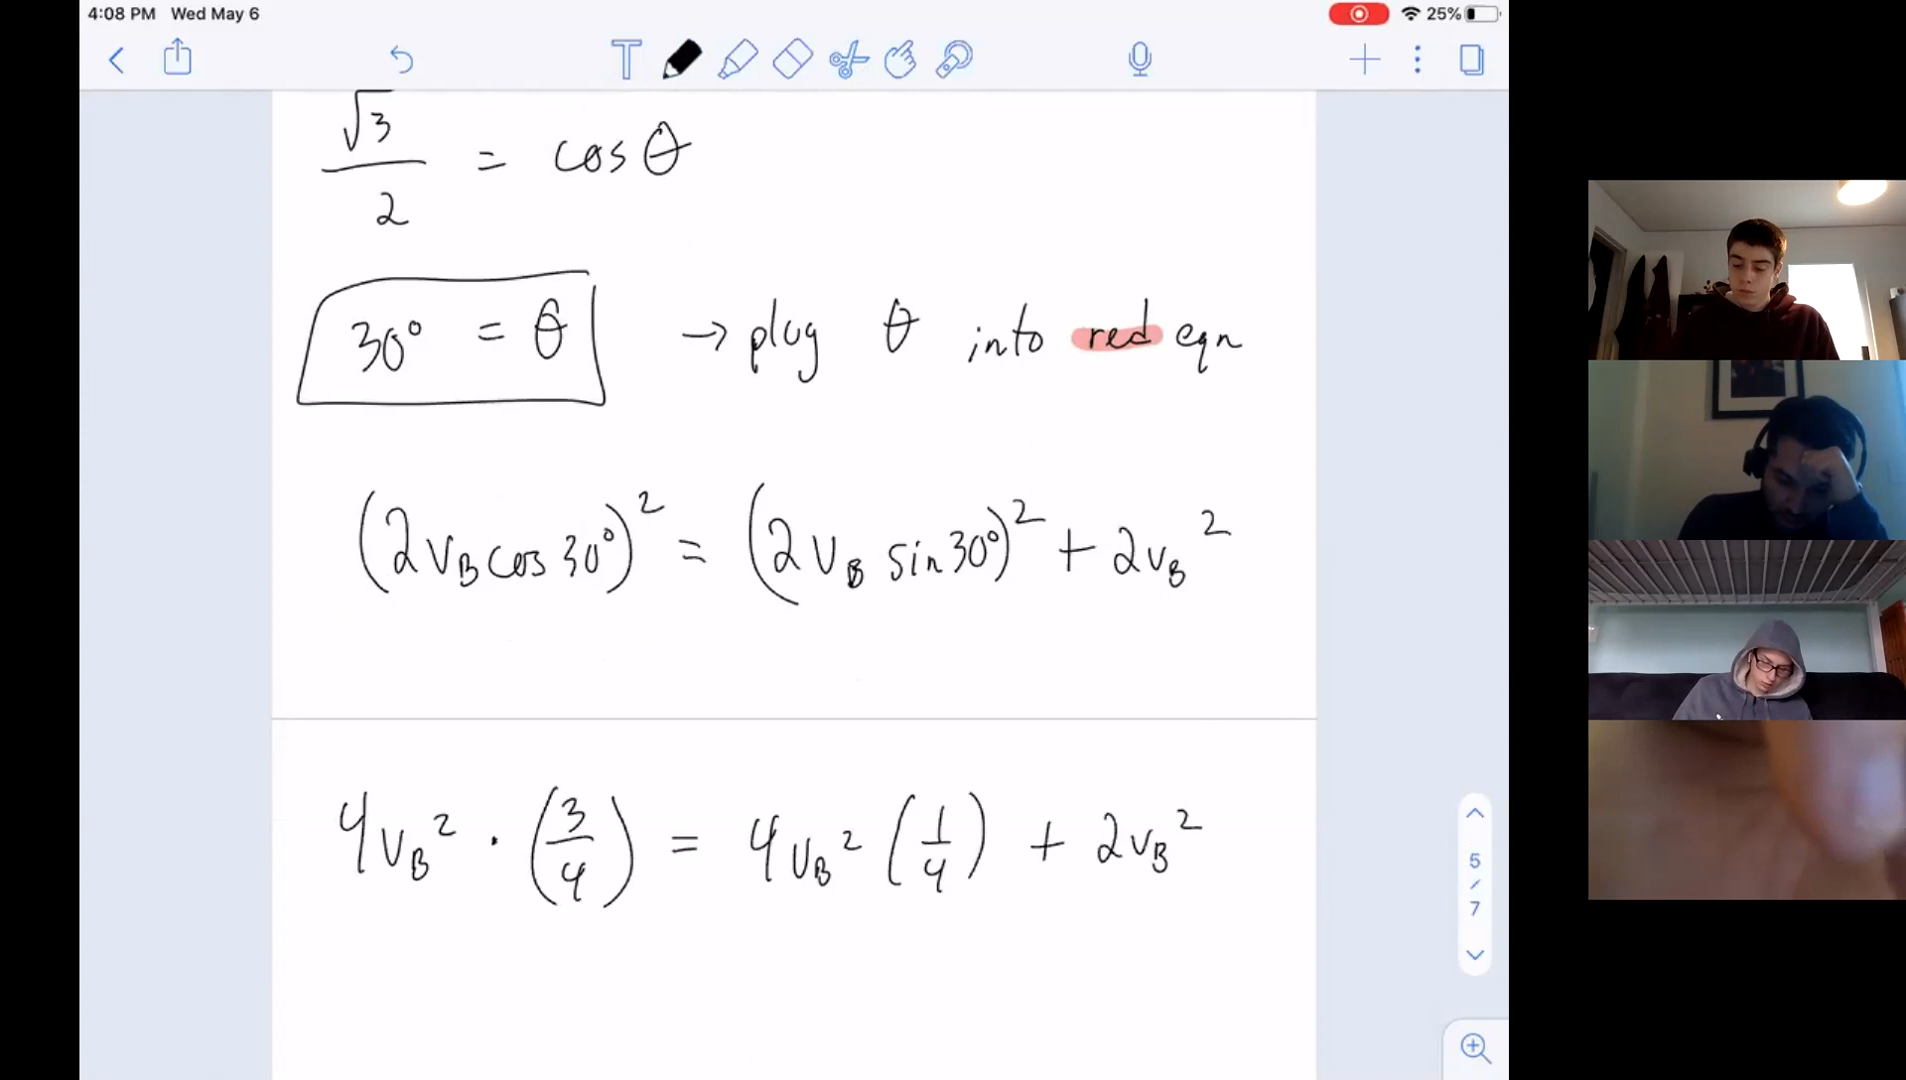 4:08 PM Wed May 6
25%
T
√3/2 = cos θ
30° = θ → plug θ into red eqn
(2v_B cos 30°)² = (2v_B sin 30°)² + 2v_B²
4v_B² · (3/4) = 4v_B² (1/4) + 2v_B²
5
/
7